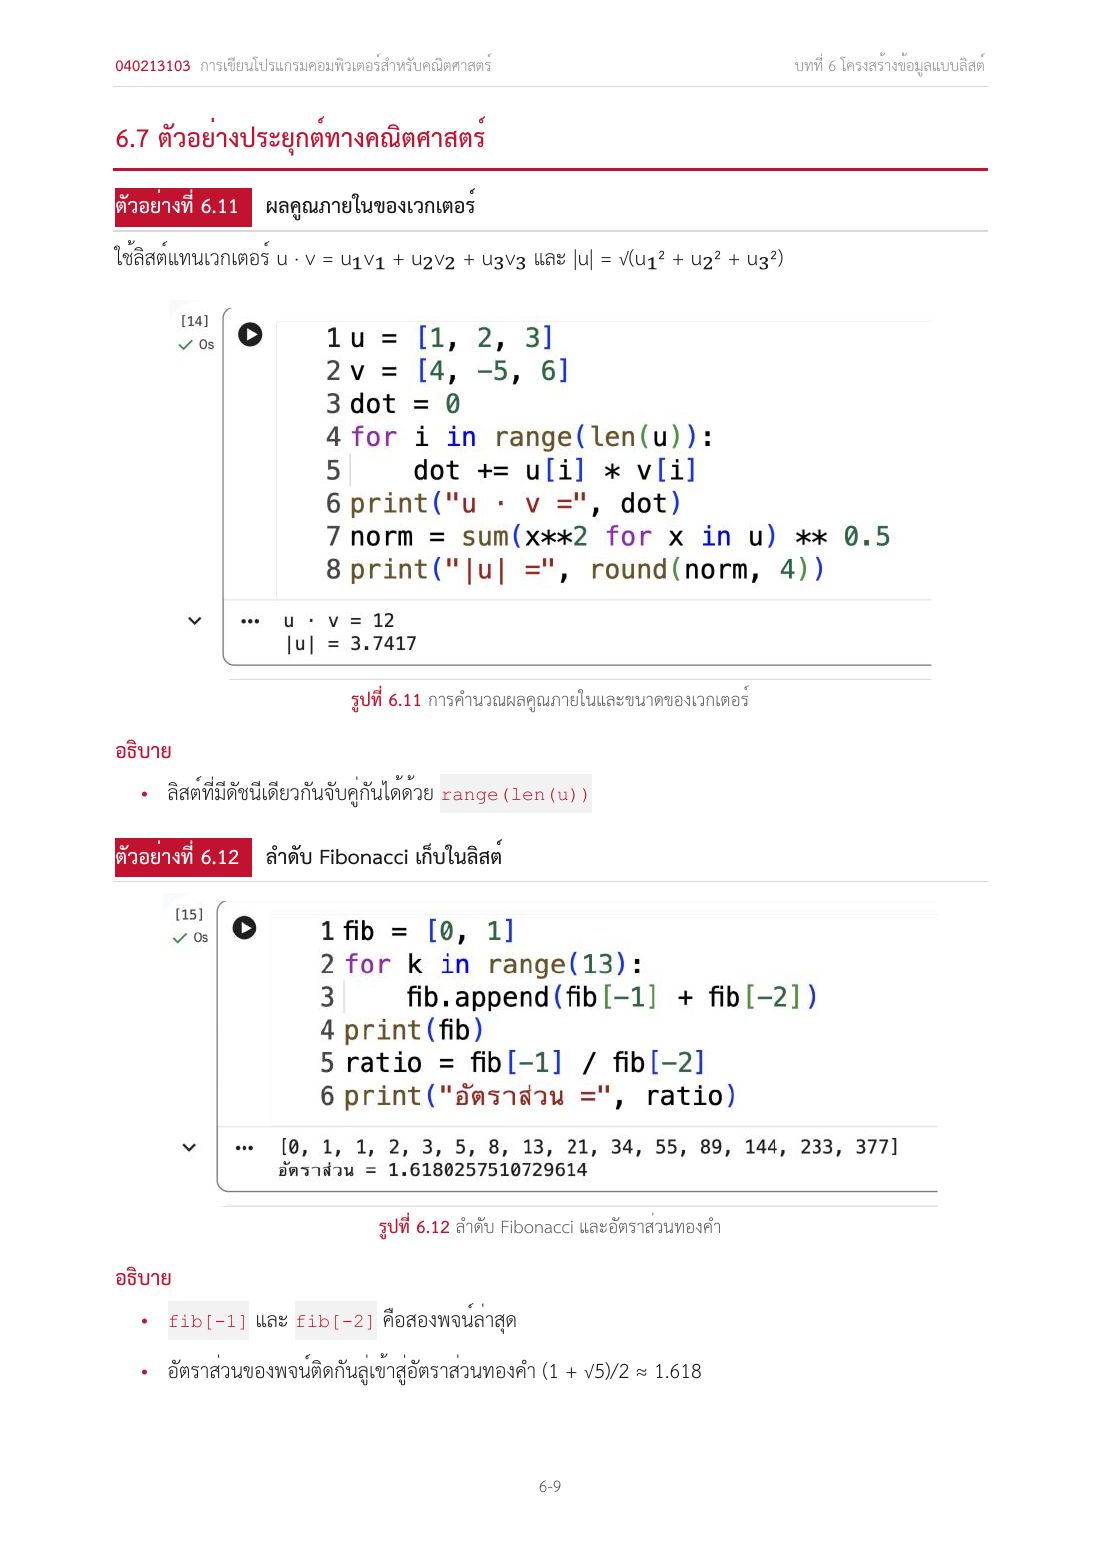 040213103 การเขียนโปรแกรมคอมพิวเตอร์สำหรับคณิตศาสตร์ บทที่ 6 โครงสร้างข้อมูลแบบลิสต์
6.7 ตัวอย่างประยุกต์ทางคณิตศาสตร์
ตัวอย่างที่ 6.11 ผลคูณภายในของเวกเตอร์
ใช้ลิสต์แทนเวกเตอร์ u · v = u₁v₁ + u₂v₂ + u₃v₃ และ |u| = √(u₁² + u₂² + u₃²)
[14]
0s
1 u = [1, 2, 3]
2 v = [4, -5, 6]
3 dot = 0
4 for i in range(len(u)):
5     dot += u[i] * v[i]
6 print("u · v =", dot)
7 norm = sum(x**2 for x in u) ** 0.5
8 print("|u| =", round(norm, 4))
u · v = 12
|u| = 3.7417
รูปที่ 6.11 การคำนวณผลคูณภายในและขนาดของเวกเตอร์
อธิบาย
• ลิสต์ที่มีดัชนีเดียวกันจับคู่กันได้ด้วย range(len(u))
ตัวอย่างที่ 6.12 ลำดับ Fibonacci เก็บในลิสต์
[15]
0s
1 fib = [0, 1]
2 for k in range(13):
3     fib.append(fib[-1] + fib[-2])
4 print(fib)
5 ratio = fib[-1] / fib[-2]
6 print("อัตราส่วน =", ratio)
[0, 1, 1, 2, 3, 5, 8, 13, 21, 34, 55, 89, 144, 233, 377]
อัตราส่วน = 1.6180257510729614
รูปที่ 6.12 ลำดับ Fibonacci และอัตราส่วนทองคำ
อธิบาย
• fib[-1] และ fib[-2] คือสองพจน์ล่าสุด
• อัตราส่วนของพจน์ติดกันลู่เข้าสู่อัตราส่วนทองคำ (1 + √5)/2 ≈ 1.618
6-9